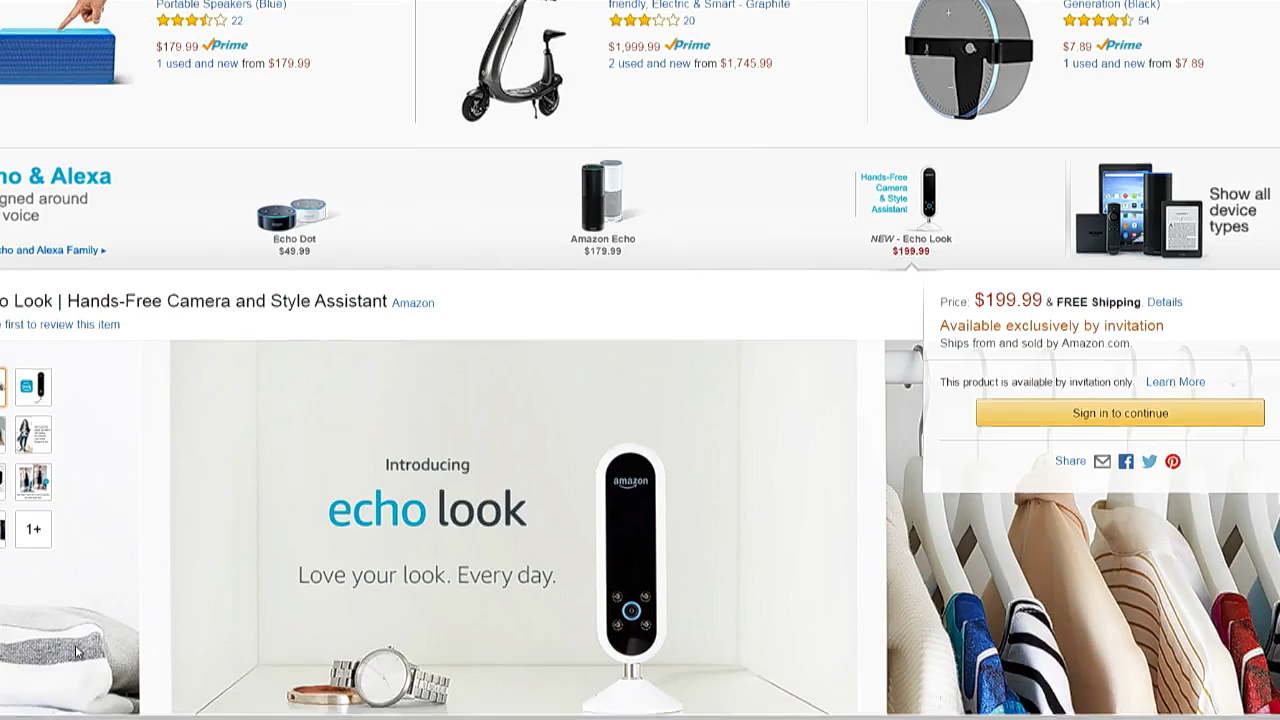 Portable Speakers (Blue)
22
$179.99 Prime
1 used and new from $179.99
friendly, Electric & Smart - Graphite
20
$1,999.99 Prime
2 used and new from $1,745.99
Generation (Black)
54
$7.89 Prime
1 used and new from $7.89
ho & Alexa
gned around
voice
cho and Alexa Family ▸
Echo Dot
$49.99
Amazon Echo
$179.99
Hands-Free
Camera
& Style
Assistant
NEW - Echo Look
$199.99
Show all
device
types
o Look | Hands-Free Camera and Style Assistant Amazon
first to review this item
Price: $199.99 & FREE Shipping. Details
Available exclusively by invitation
Ships from and sold by Amazon.com.
This product is available by invitation only. Learn More
Sign in to continue
Share
1+
Introducing
echo look
Love your look. Every day.
amazon